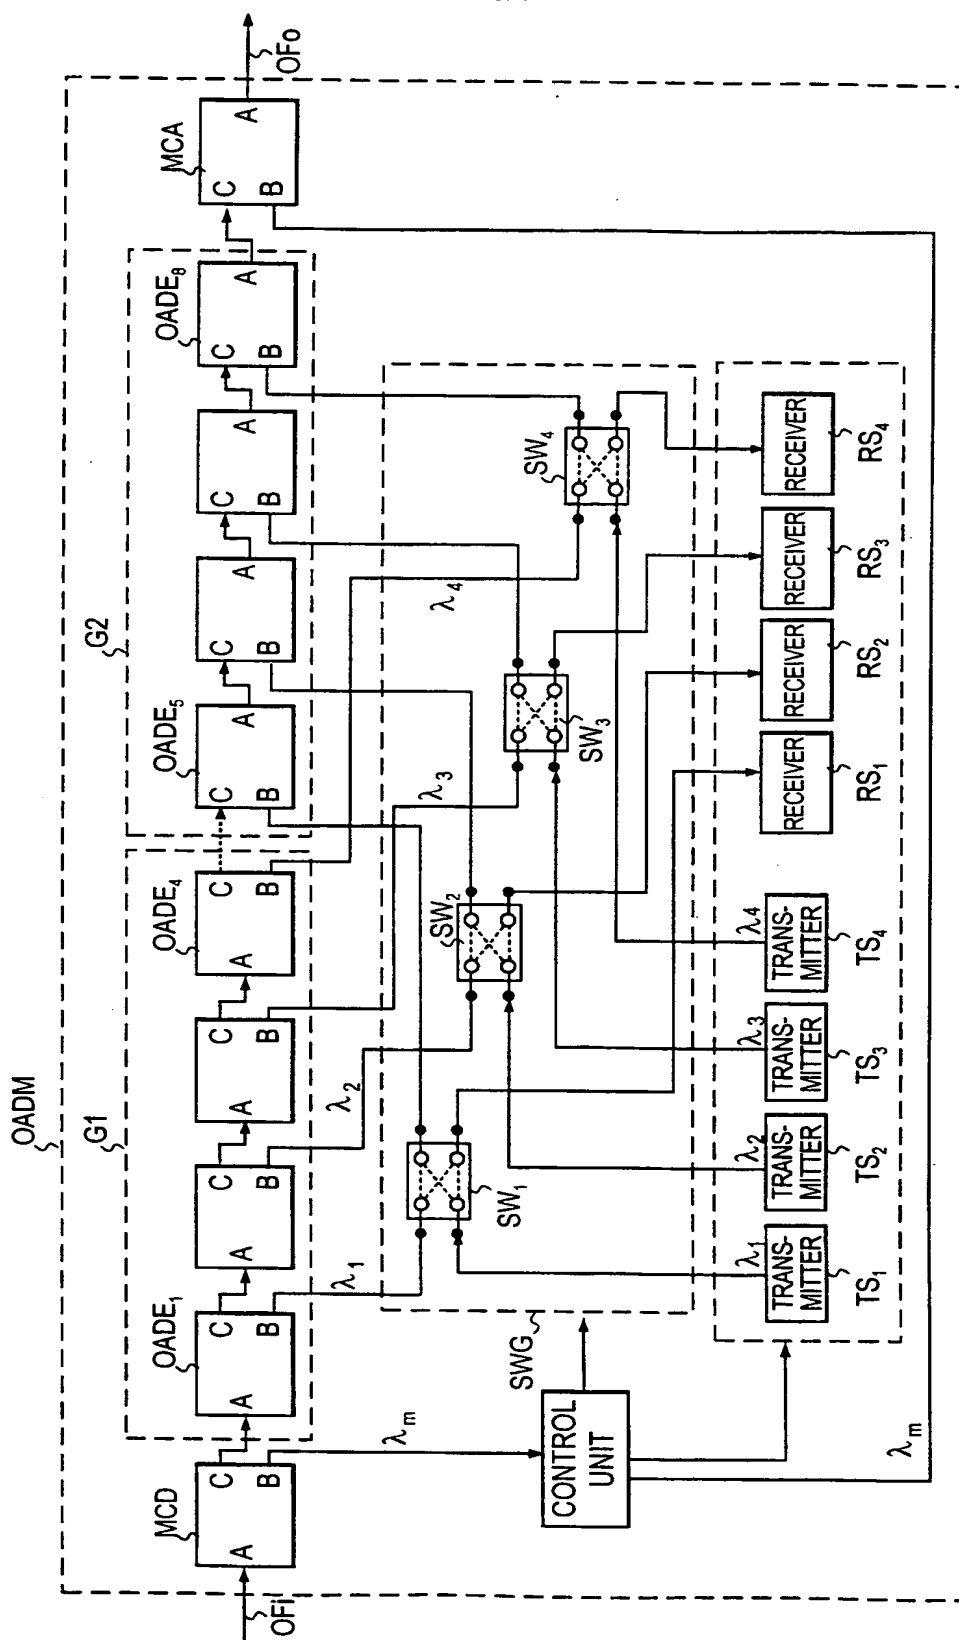 OADM
OFi
MCD
A
C
B
G1
OADE1
A
C
B
A
C
B
A
C
B
OADE4
A
C
B
G2
OADE5
C
B
A
C
B
A
C
B
A
OADE8
C
B
A
MCA
C
B
A
OFo
λm
λ1
λ2
λ3
λ4
SW1
SW2
SW3
SW4
SWG
CONTROL
UNIT
λm
λ1
TRANS-
MITTER
TS1
λ2
TRANS-
MITTER
TS2
λ3
TRANS-
MITTER
TS3
λ4
TRANS-
MITTER
TS4
RECEIVER
RS1
RECEIVER
RS2
RECEIVER
RS3
RECEIVER
RS4